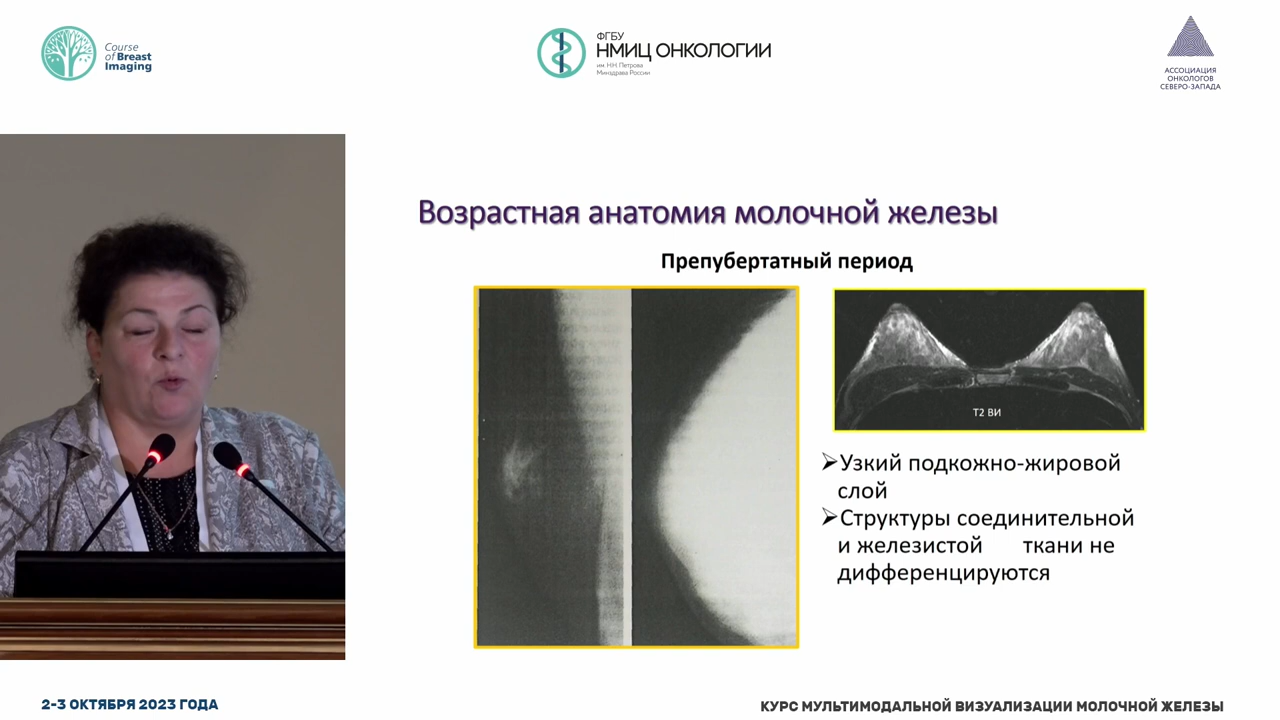 Course
of Breast
Imaging
ФГБУ
НМИЦ ОНКОЛОГИИ
им. Н.Н. Петрова
Минздрава России
АССОЦИАЦИЯ
ОНКОЛОГОВ
СЕВЕРО-ЗАПАДА
Возрастная анатомия молочной железы
Препубертатный период
Т2 ВИ
Узкий подкожно-жировой
слой
Структуры соединительной
и железистой ткани не
дифференцируются
2-3 ОКТЯБРЯ 2023 ГОДА
КУРС МУЛЬТИМОДАЛЬНОЙ ВИЗУАЛИЗАЦИИ МОЛОЧНОЙ ЖЕЛЕЗЫ